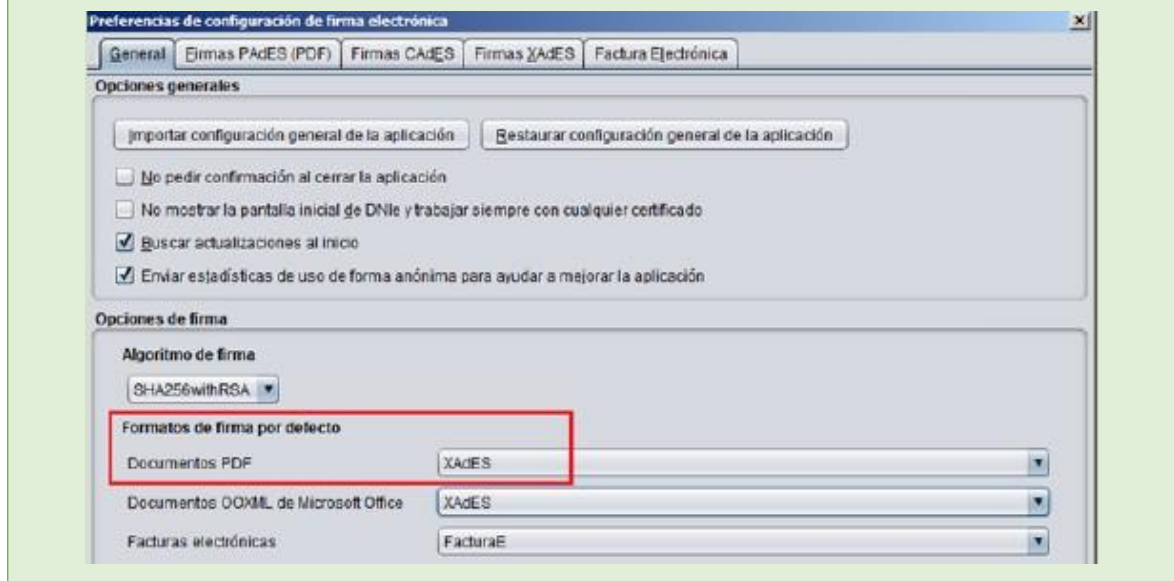 Preferencias de configuración de firma electrónica
General Firmas PAdES (PDF) Firmas CAdES Firmas XAdES Factura Electrónica
Opciones generales
Importar configuración general de la aplicación Restaurar configuración general de la aplicación
No pedir confirmación al cerrar la aplicación
No mostrar la pantalla inicial de DNIe y trabajar siempre con cualquier certificado
Buscar actualizaciones al inicio
Enviar estadísticas de uso de forma anónima para ayudar a mejorar la aplicación
Opciones de firma
Algoritmo de firma
SHA256withRSA
Formatos de firma por defecto
Documentos PDF XAdES
Documentos OOXML de Microsoft Office XAdES
Facturas electrónicas FacturaE